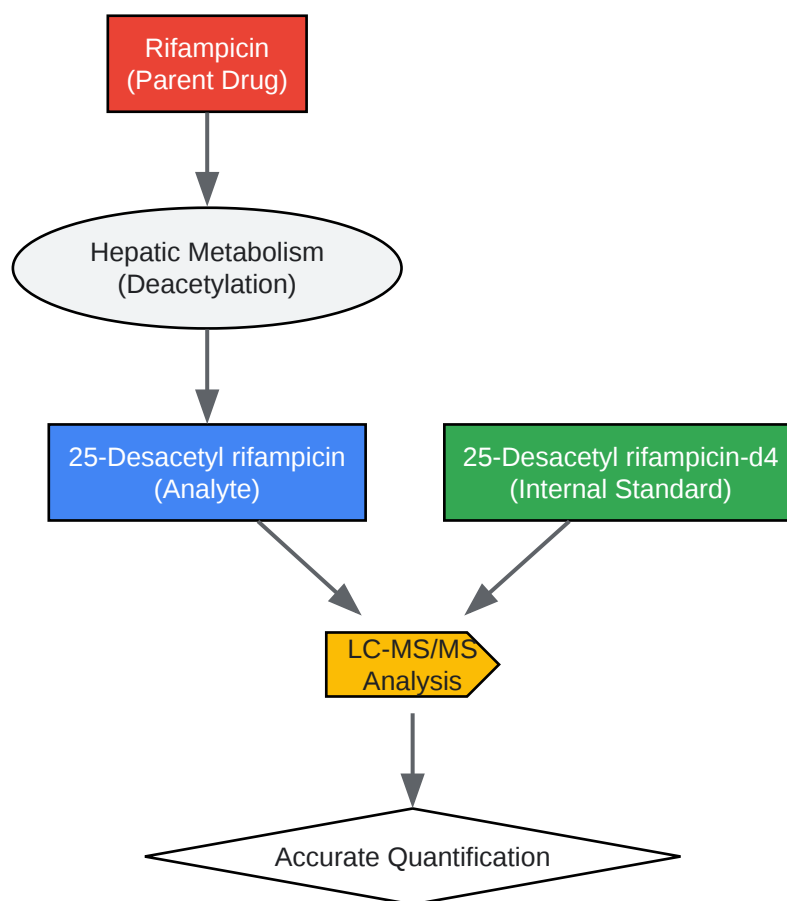 Rifampicin
(Parent Drug)
Hepatic Metabolism
(Deacetylation)
25-Desacetyl rifampicin
(Analyte)
25-Desacetyl rifampicin-d4
(Internal Standard)
LC-MS/MS
Analysis
Accurate Quantification